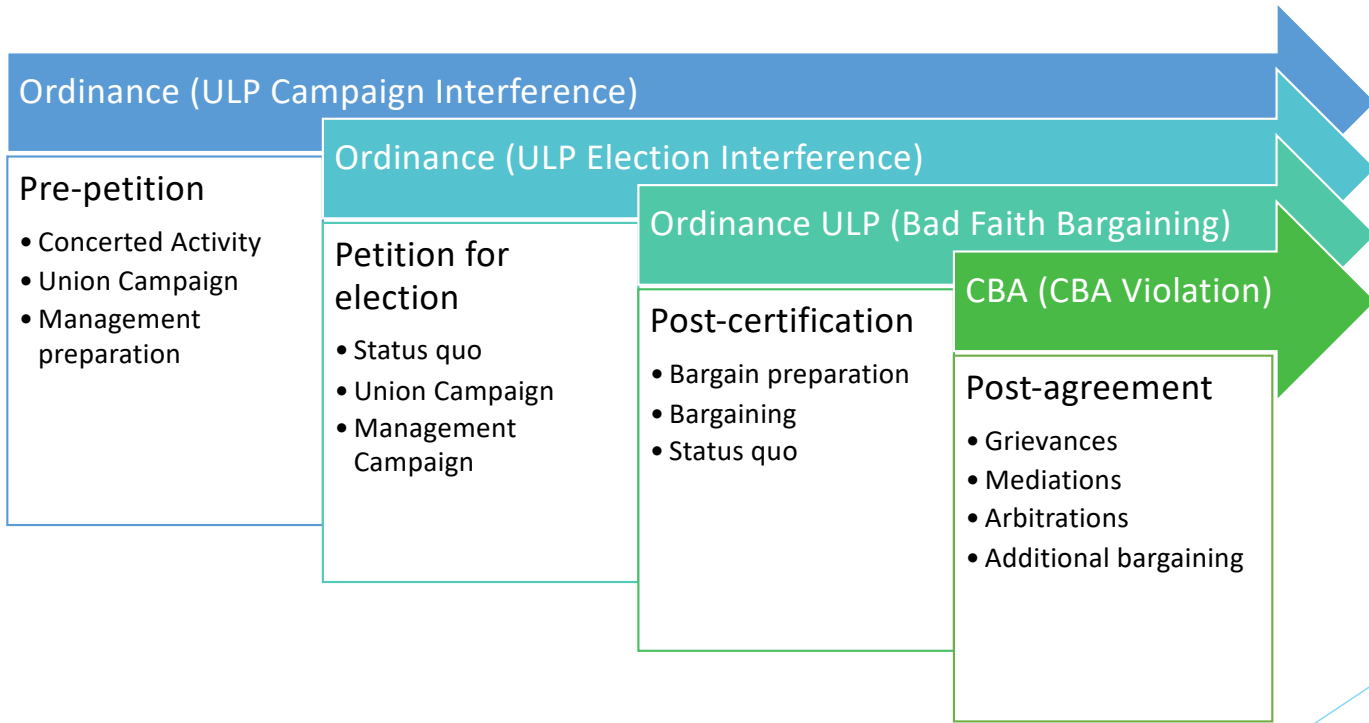 Ordinance (ULP Campaign Interference)
Pre-petition
• Concerted Activity
• Union Campaign
• Management
preparation
Ordinance (ULP Election Interference)
Petition for
election
• Status quo
• Union Campaign
• Management
Campaign
Ordinance ULP (Bad Faith Bargaining)
Post-certification
• Bargain preparation
• Bargaining
• Status quo
CBA (CBA Violation)
Post-agreement
• Grievances
• Mediations
• Arbitrations
• Additional bargaining